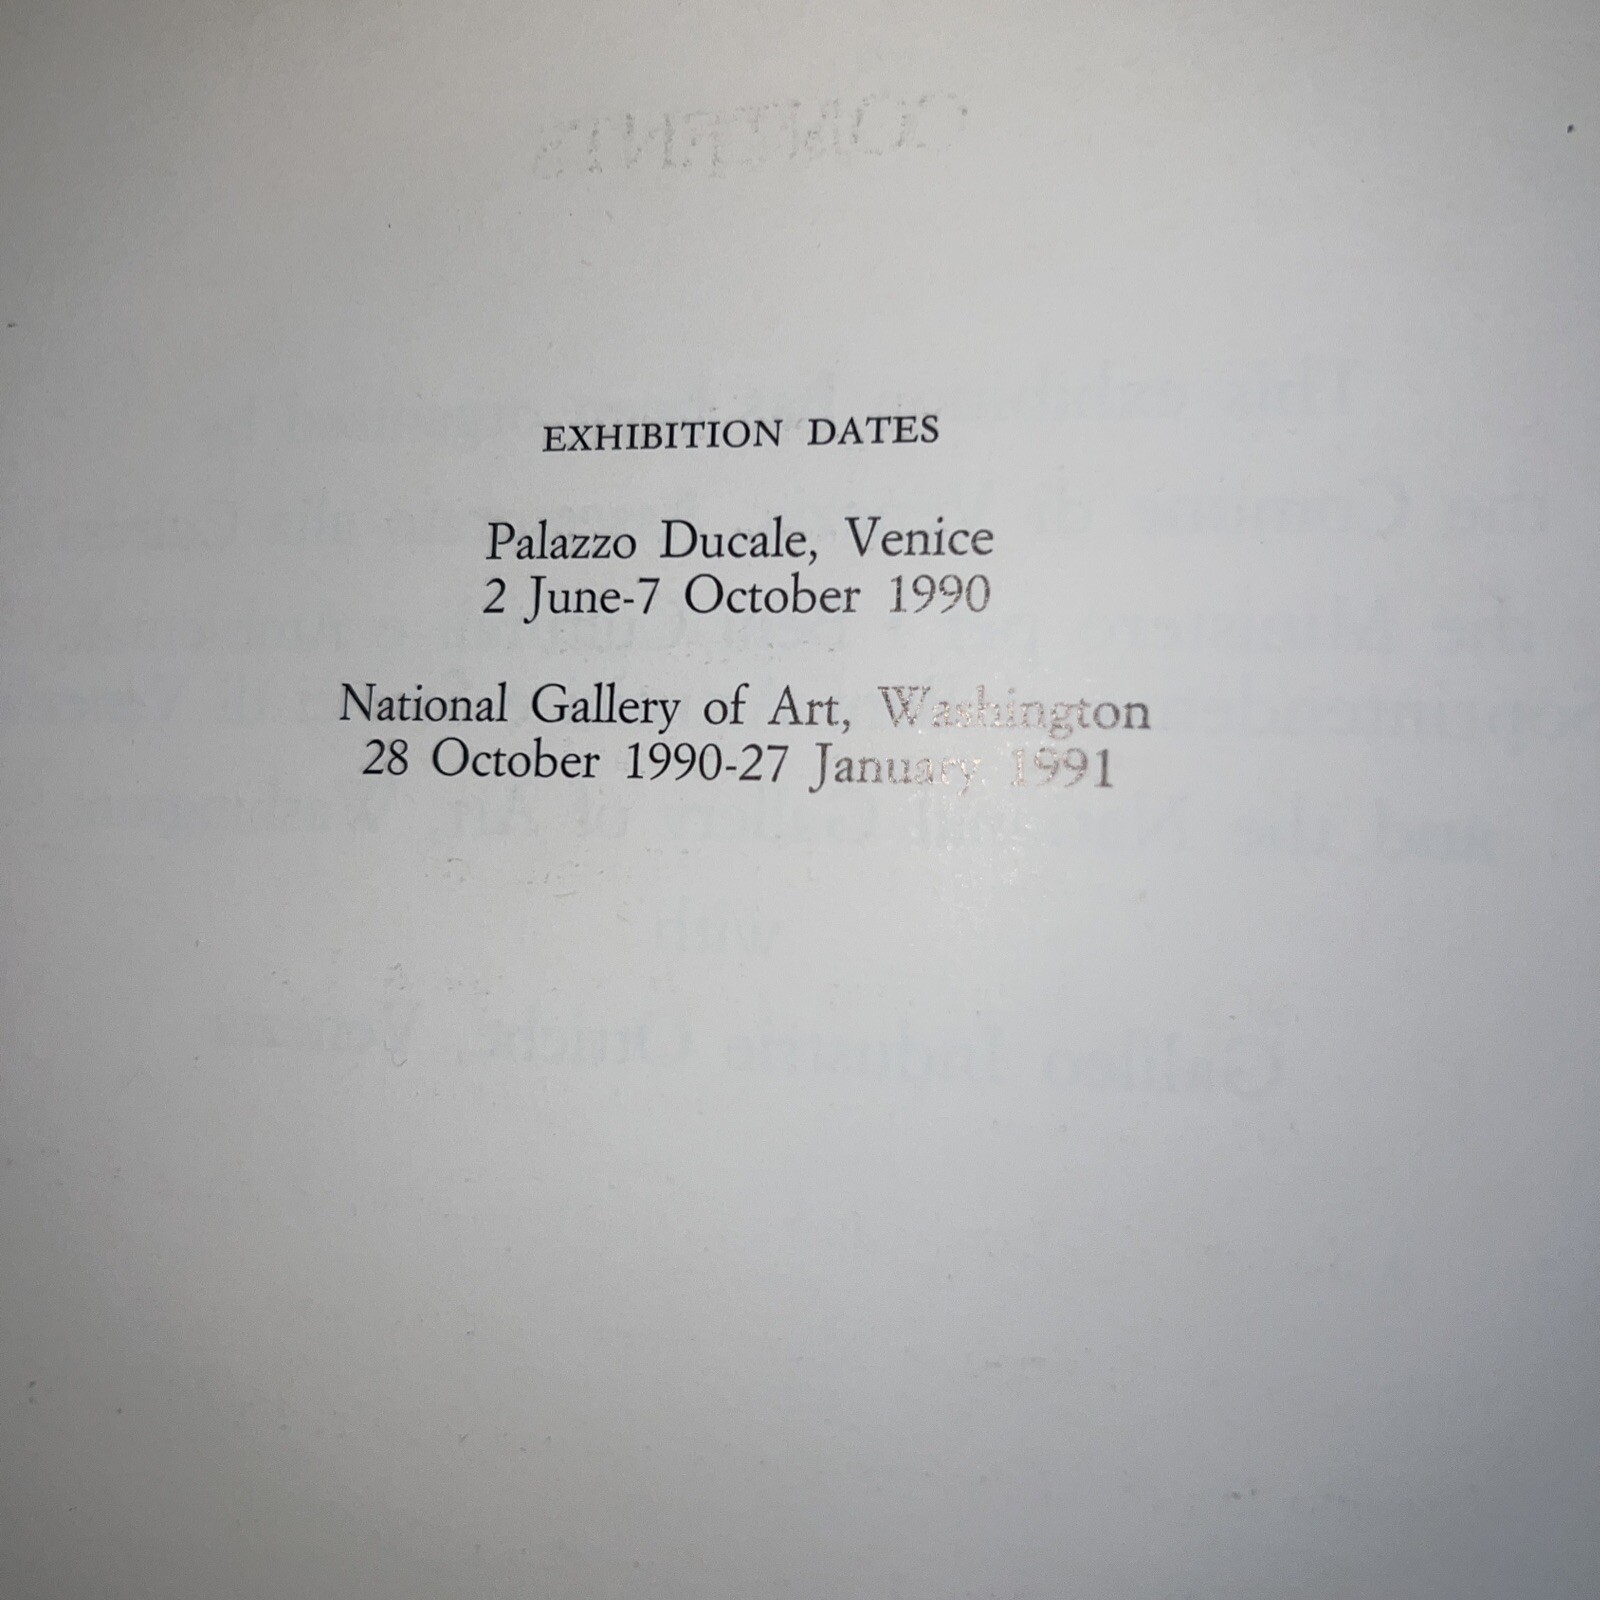 EXHIBITION DATES
Palazzo Ducale, Venice
2 June-7 October 1990
National Gallery of Art, Washington
28 October 1990-27 January 1991